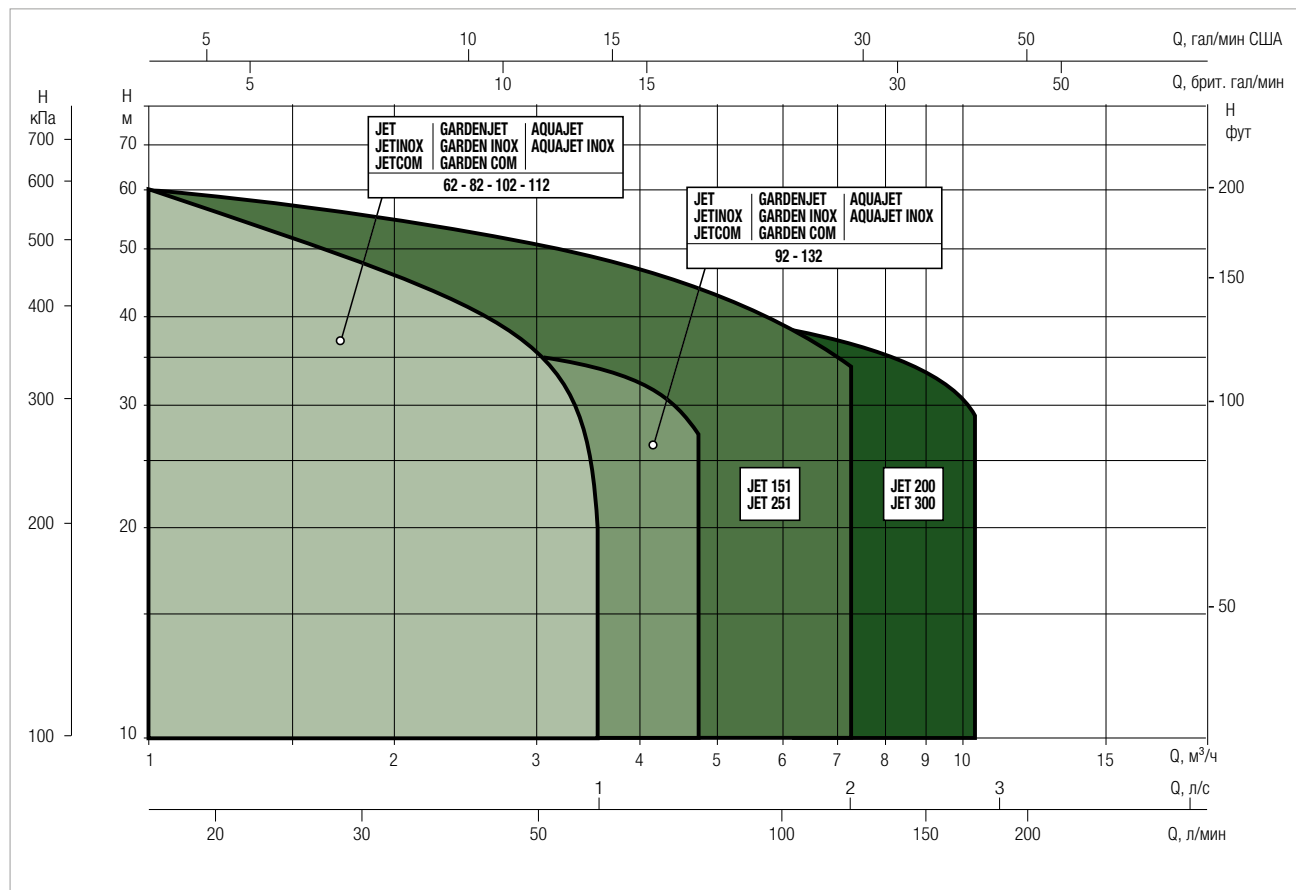 5 10 15 30 50 Q, гал/мин США
5 10 15 30 50 Q, брит. гал/мин
H
кПа
H
м
H
фут
700
600
500
400
300
200
100
70
60
50
40
30
20
10
200
150
100
50
JET GARDENJET AQUAJET
JETINOX GARDEN INOX AQUAJET INOX
JETCOM GARDEN COM
62 - 82 - 102 - 112
JET GARDENJET AQUAJET
JETINOX GARDEN INOX AQUAJET INOX
JETCOM GARDEN COM
92 - 132
JET 151
JET 251
JET 200
JET 300
1 2 3 4 5 6 7 8 9 10 15 Q, м³/ч
1 2 3 Q, л/с
20 30 50 100 150 200 Q, л/мин